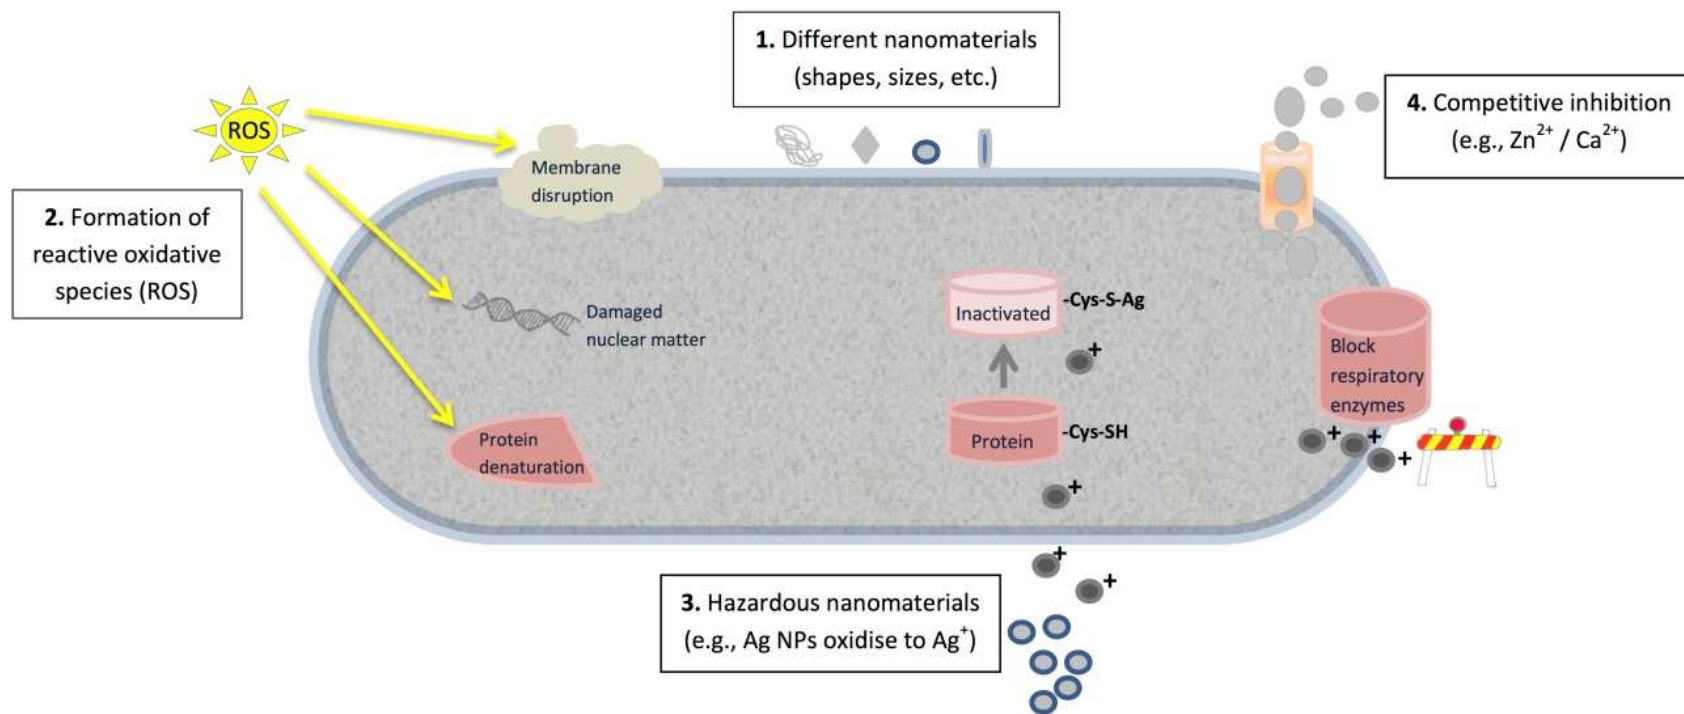 1. Different nanomaterials
(shapes, sizes, etc.)
4. Competitive inhibition
(e.g., Zn²⁺ / Ca²⁺)
ROS
Membrane
disruption
2. Formation of
reactive oxidative
species (ROS)
Damaged
nuclear matter
Inactivated
-Cys-S-Ag
+
Block
respiratory
enzymes
Protein
denaturation
Protein
-Cys-SH
+
+
+
+
+
+
3. Hazardous nanomaterials
(e.g., Ag NPs oxidise to Ag⁺)